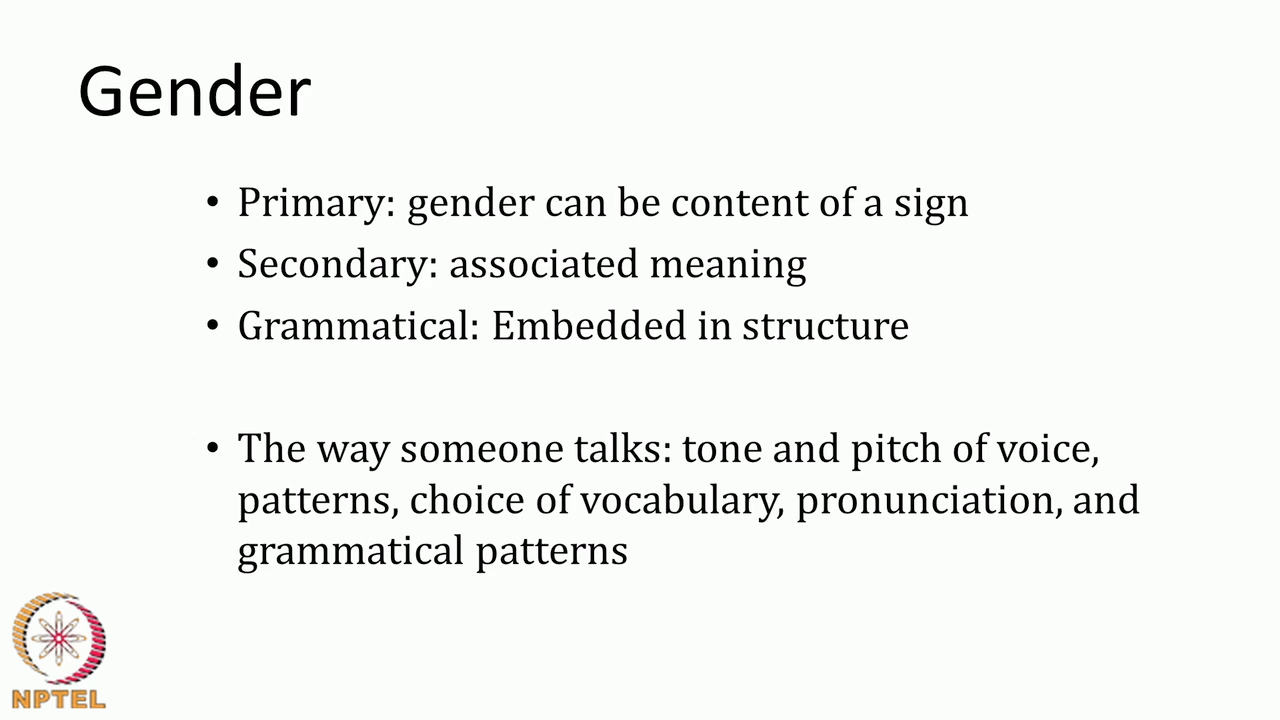 Gender
• Primary: gender can be content of a sign
• Secondary: associated meaning
• Grammatical: Embedded in structure
• The way someone talks: tone and pitch of voice,
patterns, choice of vocabulary, pronunciation, and
grammatical patterns
NPTEL